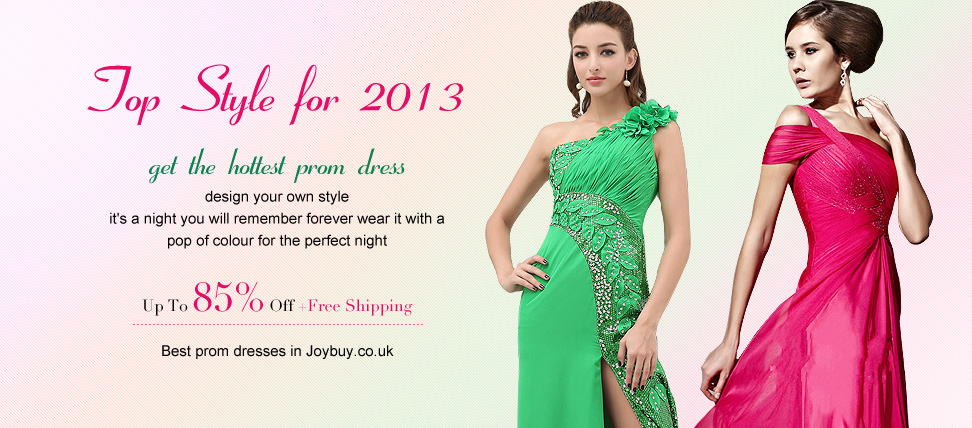 Top Style for 2013
get the hottest prom dress
design your own style
it's a night you will remember forever wear it with a
pop of colour for the perfect night
Up To 85% Off +Free Shipping
Best prom dresses in Joybuy.co.uk